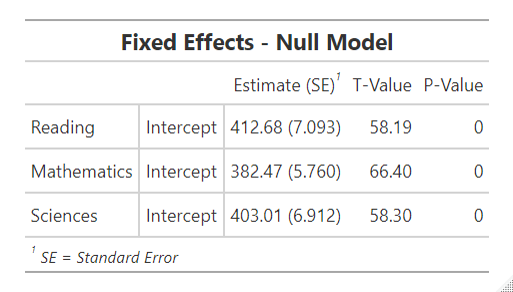 Fixed Effects - Null Model
Estimate (SE)¹ T-Value P-Value
Reading Intercept 412.68 (7.093) 58.19 0
Mathematics Intercept 382.47 (5.760) 66.40 0
Sciences Intercept 403.01 (6.912) 58.30 0
¹ SE = Standard Error